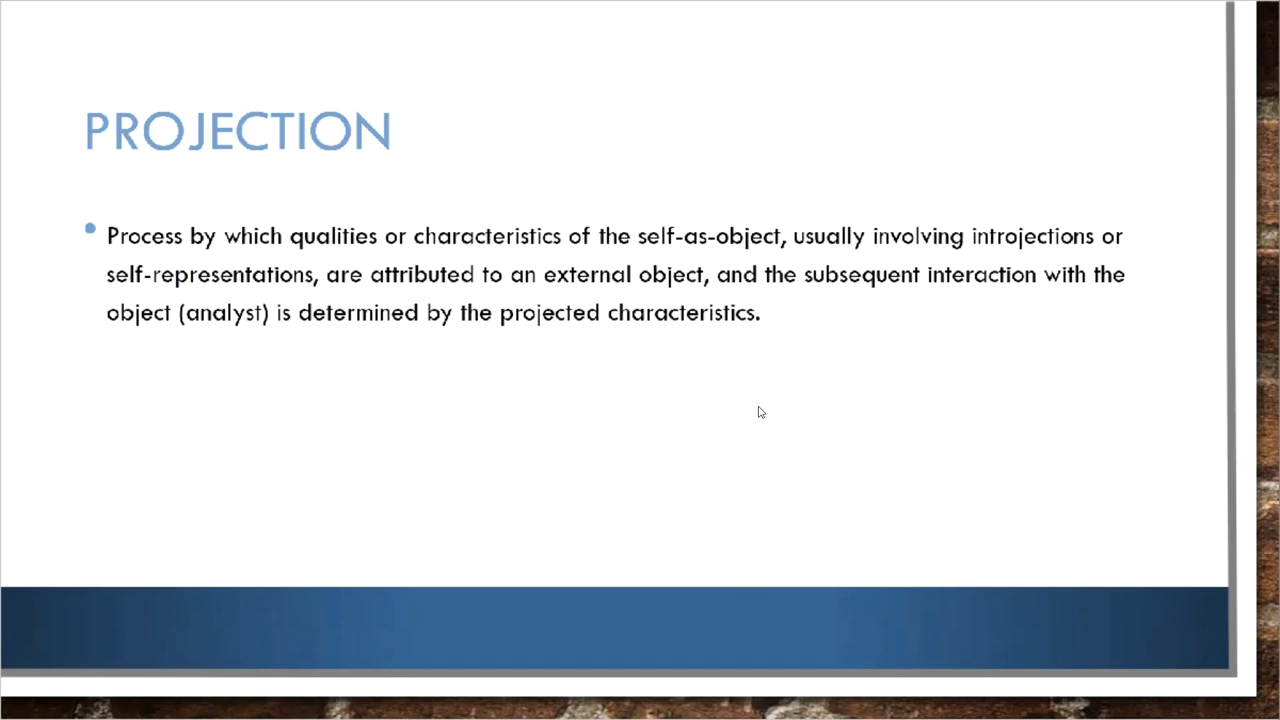 PROJECTION
Process by which qualities or characteristics of the self-as-object, usually involving introjections or
self-representations, are attributed to an external object, and the subsequent interaction with the
object (analyst) is determined by the projected characteristics.